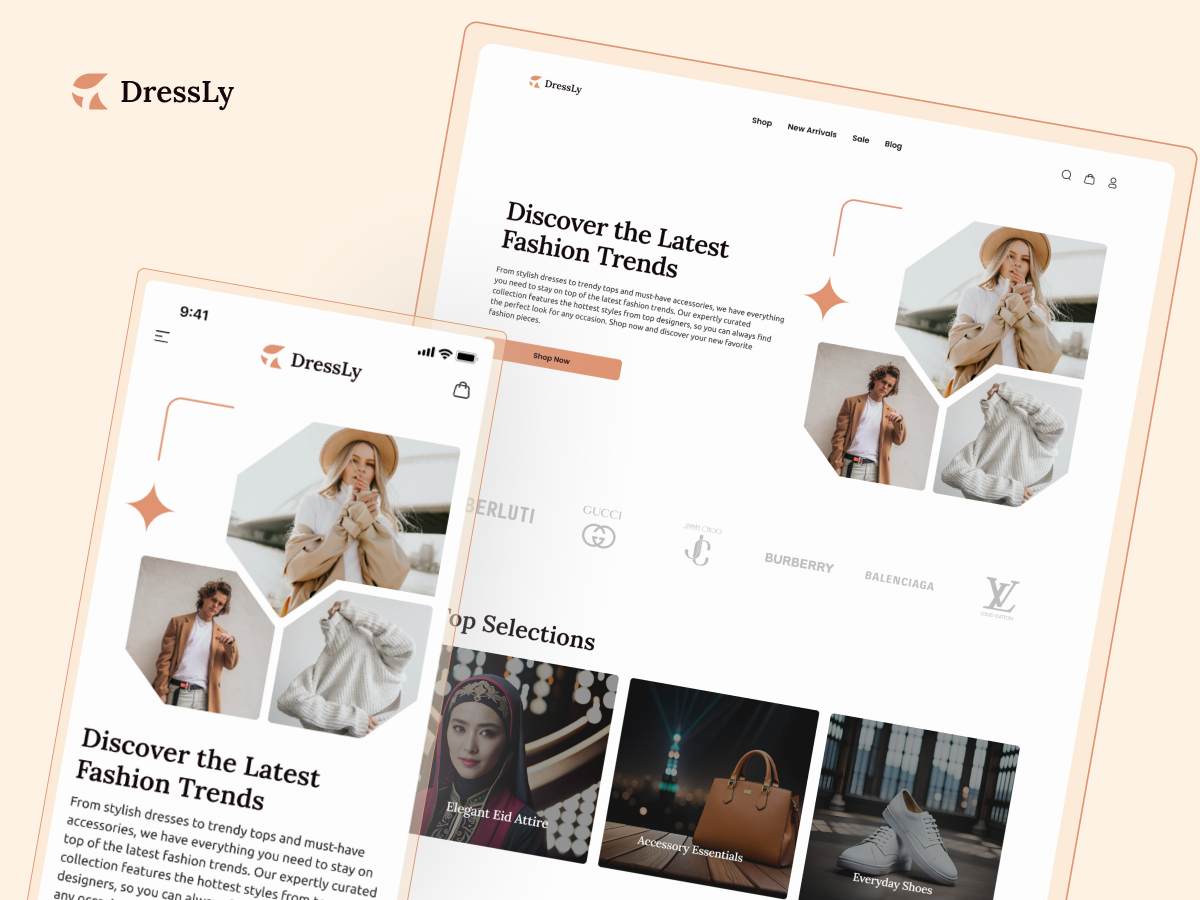 DressLy
DressLy
Shop
New Arrivals
Sale
Blog
Discover the Latest
Fashion Trends
From stylish dresses to trendy tops and must-have accessories, we have everything
you need to stay on top of the latest fashion trends. Our expertly curated
collection features the hottest styles from top designers, so you can always find
the perfect look for any occasion. Shop now and discover your new favorite
fashion pieces.
Shop Now
BERLUTI
GUCCI
JIMMY CHOO
JC
BURBERRY
BALENCIAGA
LV
LOUIS VUITTON
Top Selections
Elegant Eid Attire
Accessory Essentials
Everyday Shoes
9:41
DressLy
Discover the Latest
Fashion Trends
From stylish dresses to trendy tops and must-have
accessories, we have everything you need to stay on
top of the latest fashion trends. Our expertly curated
collection features the hottest styles from
designers, so you can
any